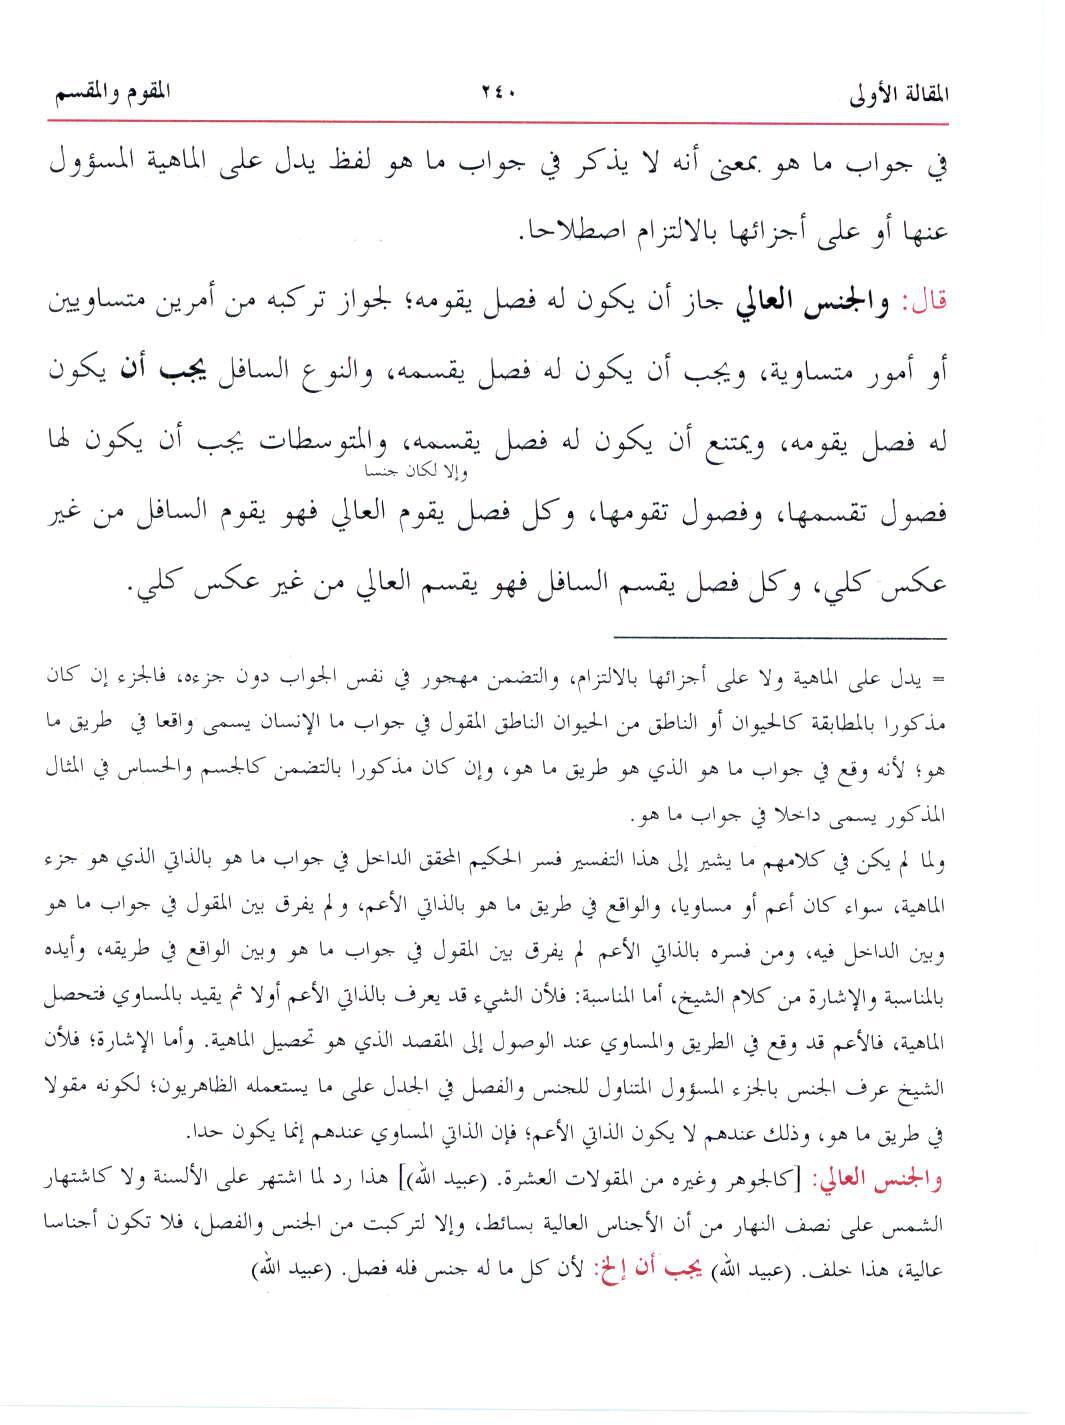 المقالة الأولى ٢٤٠ المقوم والمقسم
في جواب ما هو بمعنى أنه لا يذكر في جواب ما هو لفظ يدل على الماهية المسؤول
عنها أو على أجزائها بالالتزام اصطلاحا.
قال: والجنس العالي جاز أن يكون له فصل يقومه؛ لجواز تركبه من أمرين متساويين
أو أمور متساوية، ويجب أن يكون له فصل يقسمه، والنوع السافل يجب أن يكون
له فصل يقومه، ويمتنع أن يكون له فصل يقسمه، والمتوسطات يجب أن يكون لها
وإلا لكان جنسا
فصول تقسمها، وفصول تقومها، وكل فصل يقوم العالي فهو يقوم السافل من غير
عكس كلي، وكل فصل يقسم السافل فهو يقسم العالي من غير عكس كلي.
= يدل على الماهية ولا على أجزائها بالالتزام، والتضمن مهجور في نفس الجواب دون جزءه، فالجزء إن كان
مذكورا بالمطابقة كالحيوان أو الناطق من الحيوان الناطق المقول في جواب ما الإنسان يسمى واقعا في طريق ما
هو؛ لأنه وقع في جواب ما هو الذي هو طريق ما هو، وإن كان مذكورا بالتضمن كالجسم والحساس في المثال
المذكور يسمى داخلا في جواب ما هو.
ولما لم يكن في كلامهم ما يشير إلى هذا التفسير فسر الحكيم المحقق الداخل في جواب ما هو بالذاتي الذي هو جزء
الماهية، سواء كان أعم أو مساويا، والواقع في طريق ما هو بالذاتي الأعم، ولم يفرق بين المقول في جواب ما هو
وبين الداخل فيه، ومن فسره بالذاتي الأعم لم يفرق بين المقول في جواب ما هو وبين الواقع في طريقه، وأيده
بالمناسبة والإشارة من كلام الشيخ، أما المناسبة: فلأن الشيء قد يعرف بالذاتي الأعم أولا ثم يقيد بالمساوي فتحصل
الماهية، فالأعم قد وقع في الطريق والمساوي عند الوصول إلى المقصد الذي هو تحصيل الماهية. وأما الإشارة؛ فلأن
الشيخ عرف الجنس بالجزء المسؤول المتناول للجنس والفصل في الجدل على ما يستعمله الظاهريون؛ لكونه مقولا
في طريق ما هو، وذلك عندهم لا يكون الذاتي الأعم؛ فإن الذاتي المساوي عندهم إنما يكون حدا.
والجنس العالي: [كالجوهر وغيره من المقولات العشرة. (عبيد الله)] هذا رد لما اشتهر على الألسنة ولا كاشتهار
الشمس على نصف النهار من أن الأجناس العالية بسائط، وإلا لتركبت من الجنس والفصل، فلا تكون أجناسا
عالية، هذا خلف. (عبيد الله) يجب أن إلخ: لأن كل ما له جنس فله فصل. (عبيد الله)